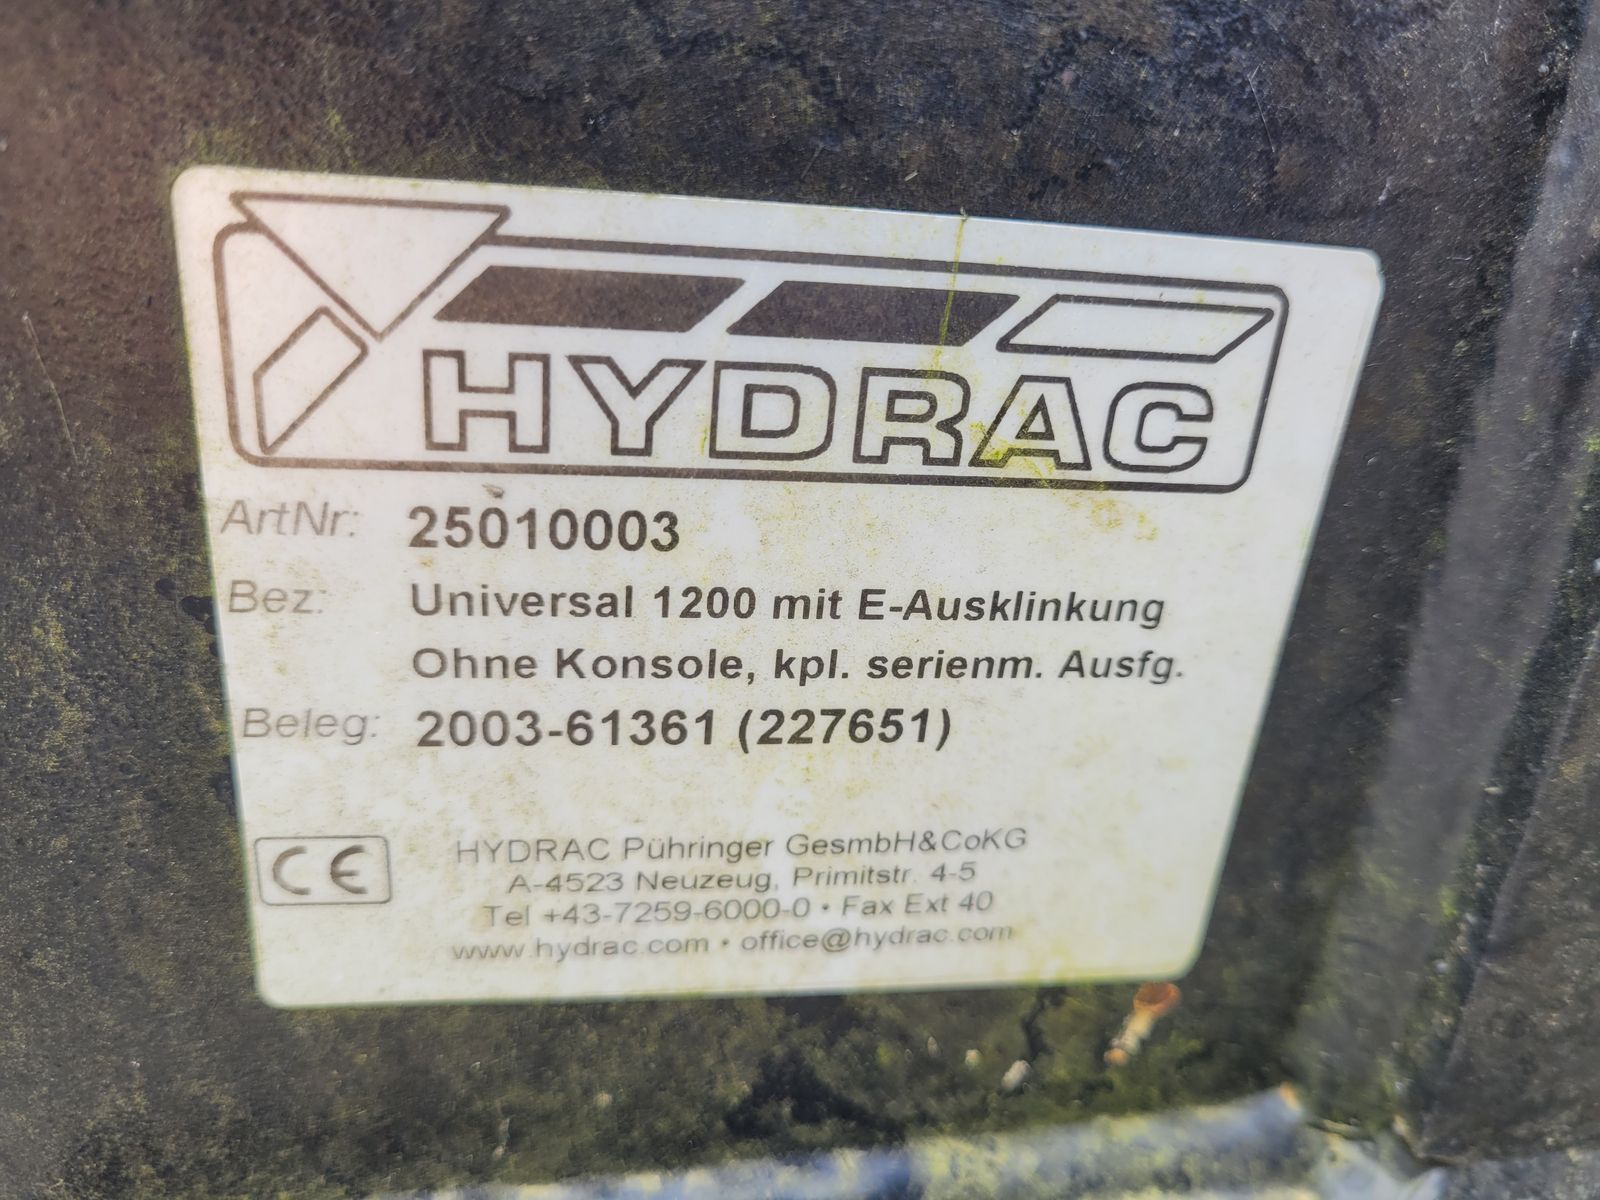 HYDRAC
ArtNr: 25010003
Bez: Universal 1200 mit E-Ausklinkung
Ohne Konsole, kpl. serienm. Ausfg.
Beleg: 2003-61361 (227651)
CE
HYDRAC Pühringer GesmbH&CoKG
A-4523 Neuzeug, Primitstr. 4-5
Tel +43-7259-6000-0 • Fax Ext 40
www.hydrac.com • office@hydrac.com